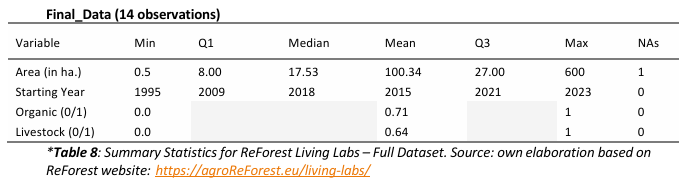 Final_Data (14 observations)
Variable Min Q1 Median Mean Q3 Max NAs
Area (in ha.) 0.5 8.00 17.53 100.34 27.00 600 1
Starting Year 1995 2009 2018 2015 2021 2023 0
Organic (0/1) 0.0 0.71 1 0
Livestock (0/1) 0.0 0.64 1 0
*Table 8: Summary Statistics for ReForest Living Labs – Full Dataset. Source: own elaboration based on
ReForest website: https://agroReForest.eu/living-labs/